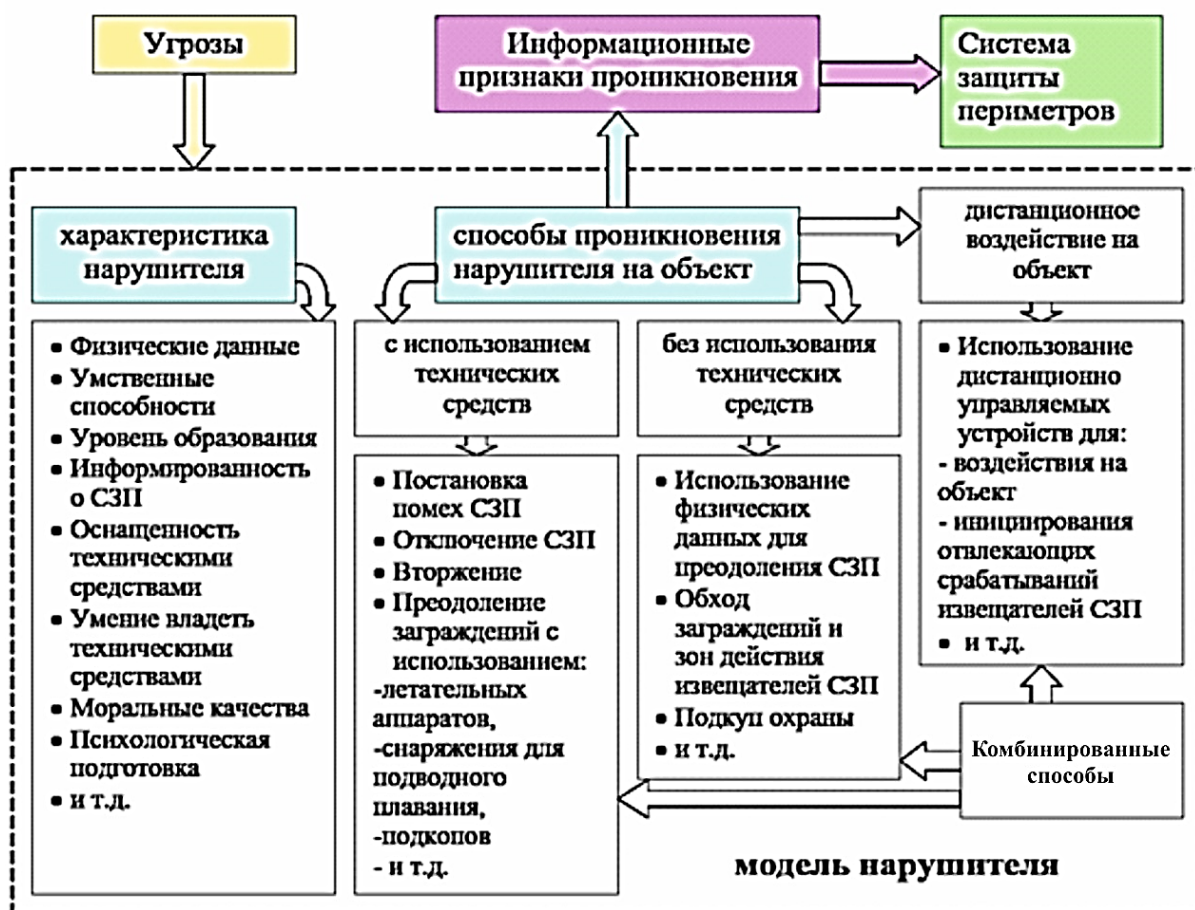 Угрозы
Информационные
признаки проникновения
Система
защиты
периметров
характеристика
нарушителя
способы проникновения
нарушителя на объект
дистанционное
воздействие на
объект
▪ Физические данные
▪ Умственные
способности
▪ Уровень образования
▪ Информированность
о СЗП
▪ Оснащенность
техническими
средствами
▪ Умение владеть
техническими
средствами
▪ Моральные качества
▪ Психологическая
подготовка
▪ и т.д.
с использованием
технических
средств
▪ Постановка
помех СЗП
▪ Отключение СЗП
▪ Вторжение
▪ Преодоление
заграждений с
использованием:
-летательных
аппаратов,
-снаряжения для
подводного
плавания,
-подкопов
- и т.д.
без использования
технических
средств
▪ Использование
физических
данных для
преодоления СЗП
▪ Обход
заграждений и
зон действия
извещателей СЗП
▪ Подкуп охраны
▪ и т.д.
▪ Использование
дистанционно
управляемых
устройств для:
- воздействия на
объект
- инициирования
отвлекающих
срабатываний
извещателей СЗП
▪ и т.д.
Комбинированные
способы
модель нарушителя